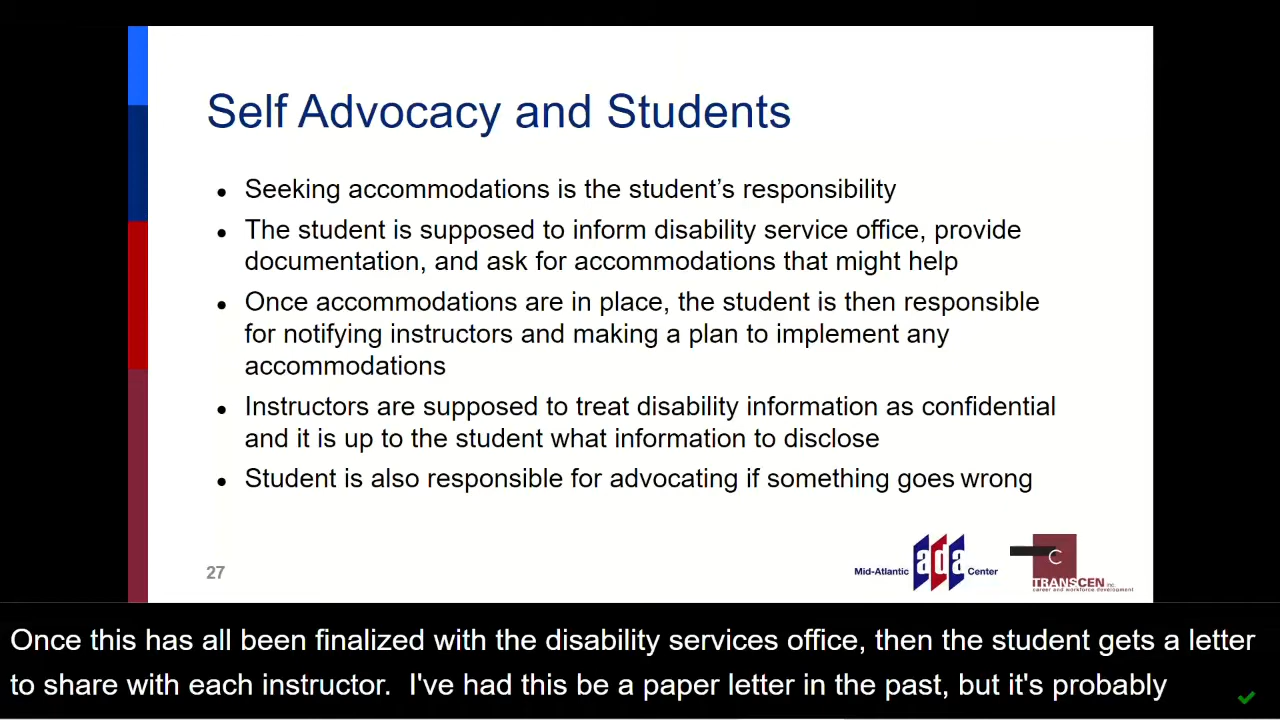 Self Advocacy and Students
• Seeking accommodations is the student’s responsibility
• The student is supposed to inform disability service office, provide
documentation, and ask for accommodations that might help
• Once accommodations are in place, the student is then responsible
for notifying instructors and making a plan to implement any
accommodations
• Instructors are supposed to treat disability information as confidential
and it is up to the student what information to disclose
• Student is also responsible for advocating if something goes wrong
27
Mid-Atlantic ada Center
C
TRANSCEN inc.
career and workforce development
Once this has all been finalized with the disability services office, then the student gets a letter
to share with each instructor.  I've had this be a paper letter in the past, but it's probably